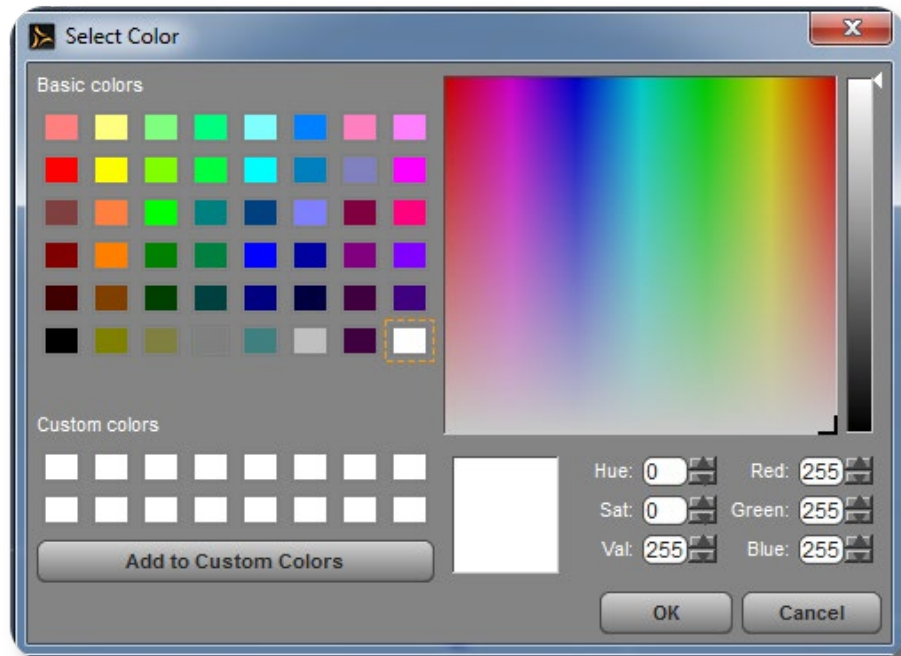 Select Color
Basic colors
Custom colors
Add to Custom Colors
Hue: 0 Red: 255
Sat: 0 Green: 255
Val: 255 Blue: 255
OK Cancel